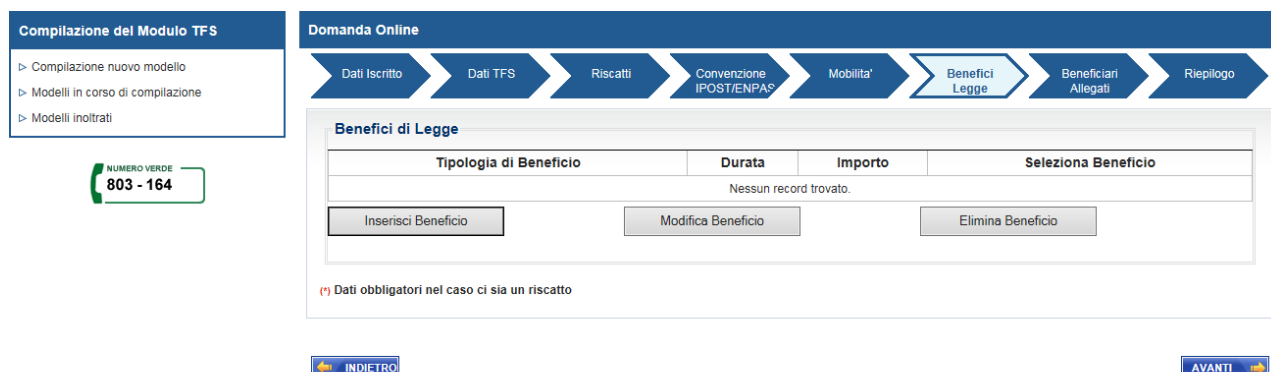 Compilazione del Modulo TFS
Compilazione nuovo modello
Modelli in corso di compilazione
Modelli inoltrati
NUMERO VERDE
803 - 164
Domanda Online
Dati Iscritto
Dati TFS
Riscatti
Convenzione
IPOST/ENPAS
Mobilita'
Benefici
Legge
Beneficiari
Allegati
Riepilogo
Benefici di Legge
Tipologia di Beneficio Durata Importo Seleziona Beneficio
Nessun record trovato.
Inserisci Beneficio Modifica Beneficio Elimina Beneficio
(*) Dati obbligatori nel caso ci sia un riscatto
INDIETRO AVANTI